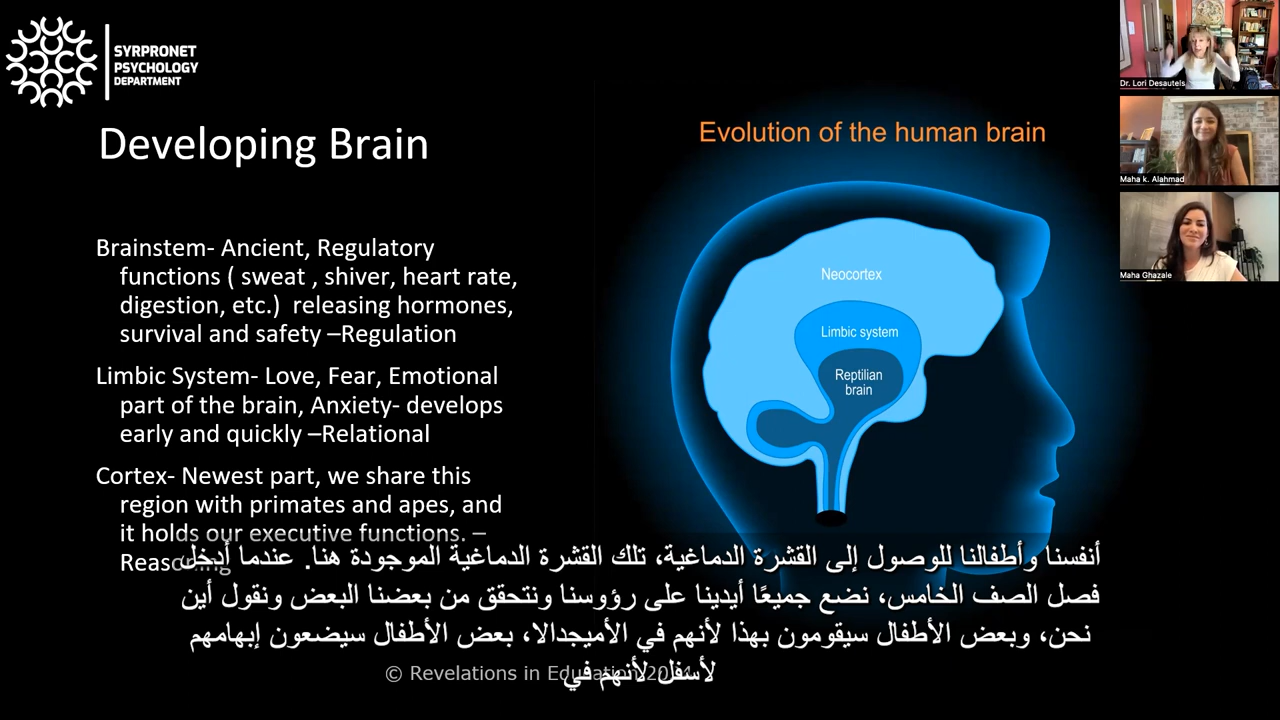 SYRPRONET
PSYCHOLOGY
DEPARTMENT
Developing Brain
Brainstem- Ancient, Regulatory
functions ( sweat , shiver, heart rate,
digestion, etc.) releasing hormones,
survival and safety –Regulation
Limbic System- Love, Fear, Emotional
part of the brain, Anxiety- develops
early and quickly –Relational
Cortex- Newest part, we share this
region with primates and apes, and
it holds our executive functions. –
Reasoning
Evolution of the human brain
Neocortex
Limbic system
Reptilian
brain
Dr. Lori Desautels
Maha k. Alahmad
Maha Ghazale
أنفسنا وأطفالنا للوصول إلى القشرة الدماغية، تلك القشرة الدماغية الموجودة هنا. عندما أدخل
فصل الصف الخامس، نضع جميعًا أيدينا على رؤوسنا ونتحقق من بعضنا البعض ونقول أين
نحن، وبعض الأطفال سيقومون بهذا لأنهم في الأميجدالا، بعض الأطفال سيضعون إبهامهم
لأسفل لأنهم في
© Revelations in Education